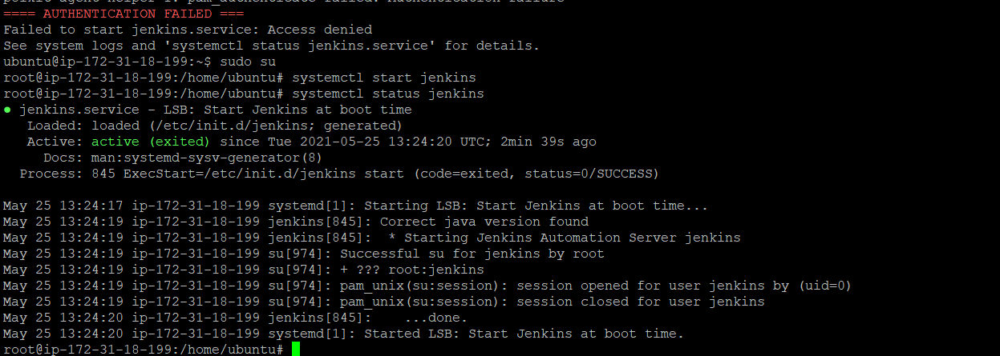 polkit-agent-helper-1: pam_authenticate failed: Authentication failure
==== AUTHENTICATION FAILED ===
Failed to start jenkins.service: Access denied
See system logs and 'systemctl status jenkins.service' for details.
ubuntu@ip-172-31-18-199:~$ sudo su
root@ip-172-31-18-199:/home/ubuntu# systemctl start jenkins
root@ip-172-31-18-199:/home/ubuntu# systemctl status jenkins
● jenkins.service - LSB: Start Jenkins at boot time
   Loaded: loaded (/etc/init.d/jenkins; generated)
   Active: active (exited) since Tue 2021-05-25 13:24:20 UTC; 2min 39s ago
     Docs: man:systemd-sysv-generator(8)
  Process: 845 ExecStart=/etc/init.d/jenkins start (code=exited, status=0/SUCCESS)
May 25 13:24:17 ip-172-31-18-199 systemd[1]: Starting LSB: Start Jenkins at boot time...
May 25 13:24:19 ip-172-31-18-199 jenkins[845]: Correct java version found
May 25 13:24:19 ip-172-31-18-199 jenkins[845]:  * Starting Jenkins Automation Server jenkins
May 25 13:24:19 ip-172-31-18-199 su[974]: Successful su for jenkins by root
May 25 13:24:19 ip-172-31-18-199 su[974]: + ??? root:jenkins
May 25 13:24:19 ip-172-31-18-199 su[974]: pam_unix(su:session): session opened for user jenkins by (uid=0)
May 25 13:24:19 ip-172-31-18-199 su[974]: pam_unix(su:session): session closed for user jenkins
May 25 13:24:20 ip-172-31-18-199 jenkins[845]:    ...done.
May 25 13:24:20 ip-172-31-18-199 systemd[1]: Started LSB: Start Jenkins at boot time.
root@ip-172-31-18-199:/home/ubuntu#